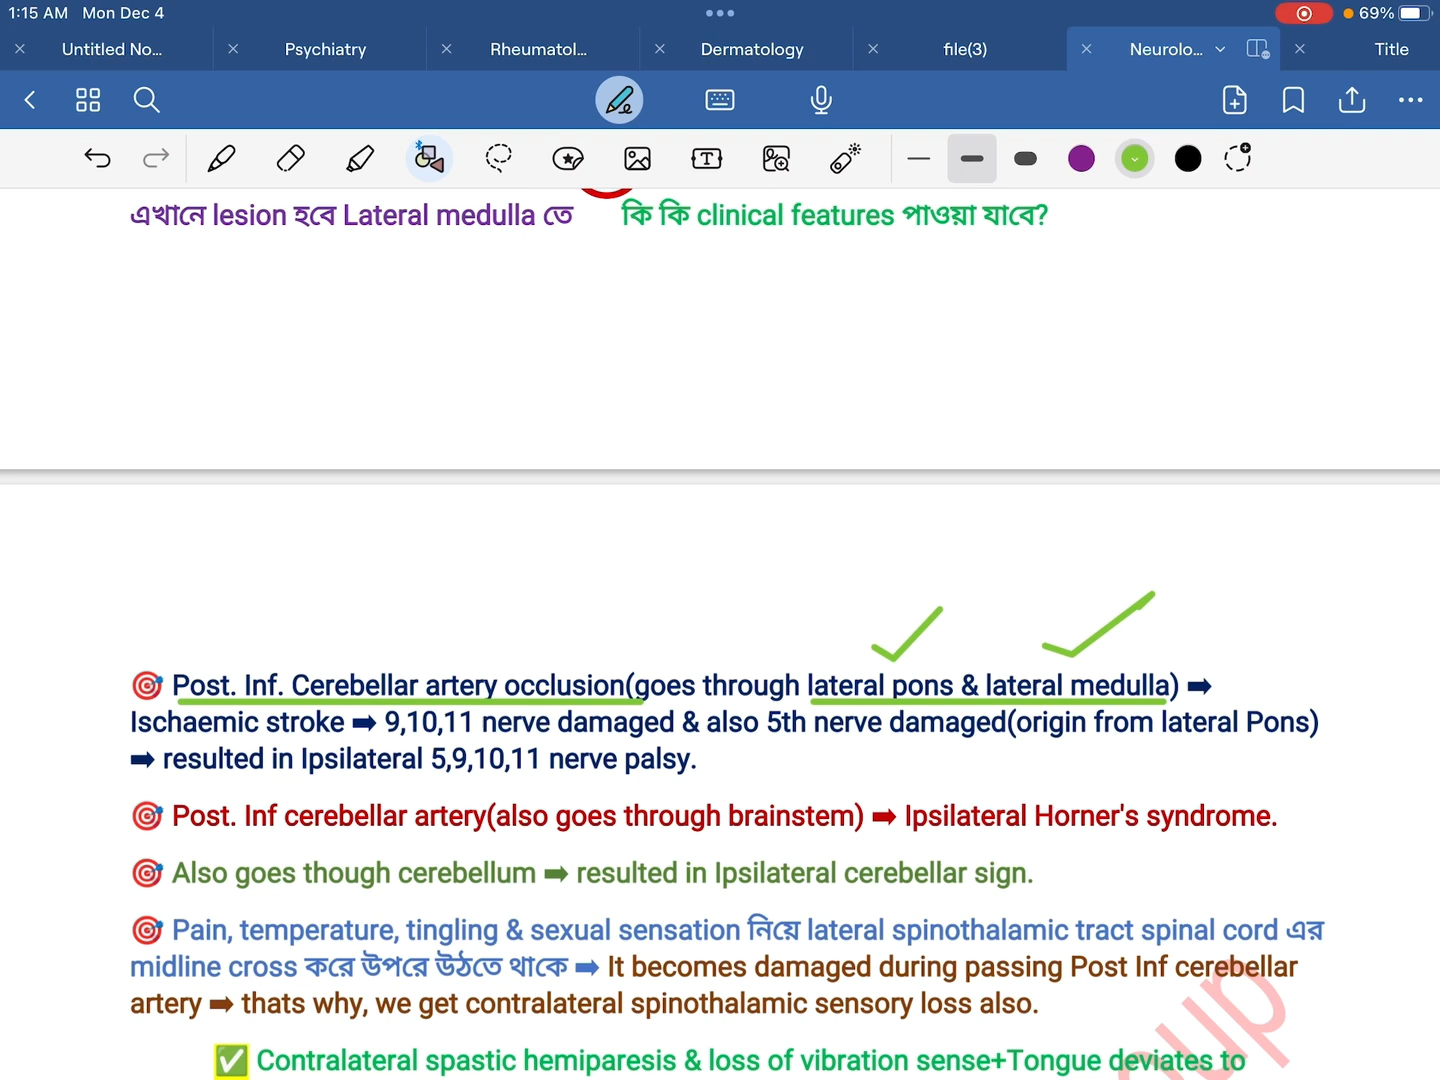 1:15 AM Mon Dec 4
69%
Untitled No... Psychiatry Rheumatol... Dermatology file(3) Neurolo... Title
এখানে lesion হবে Lateral medulla তে কি কি clinical features পাওয়া যাবে?
🎯 Post. Inf. Cerebellar artery occlusion(goes through lateral pons & lateral medulla) ➡
Ischaemic stroke ➡ 9,10,11 nerve damaged & also 5th nerve damaged(origin from lateral Pons)
➡ resulted in Ipsilateral 5,9,10,11 nerve palsy.
🎯 Post. Inf cerebellar artery(also goes through brainstem) ➡ Ipsilateral Horner's syndrome.
🎯 Also goes though cerebellum ➡ resulted in Ipsilateral cerebellar sign.
🎯 Pain, temperature, tingling & sexual sensation নিয়ে lateral spinothalamic tract spinal cord এর
midline cross করে উপরে উঠতে থাকে ➡ It becomes damaged during passing Post Inf cerebellar
artery ➡ thats why, we get contralateral spinothalamic sensory loss also.
✅ Contralateral spastic hemiparesis & loss of vibration sense+Tongue deviates to